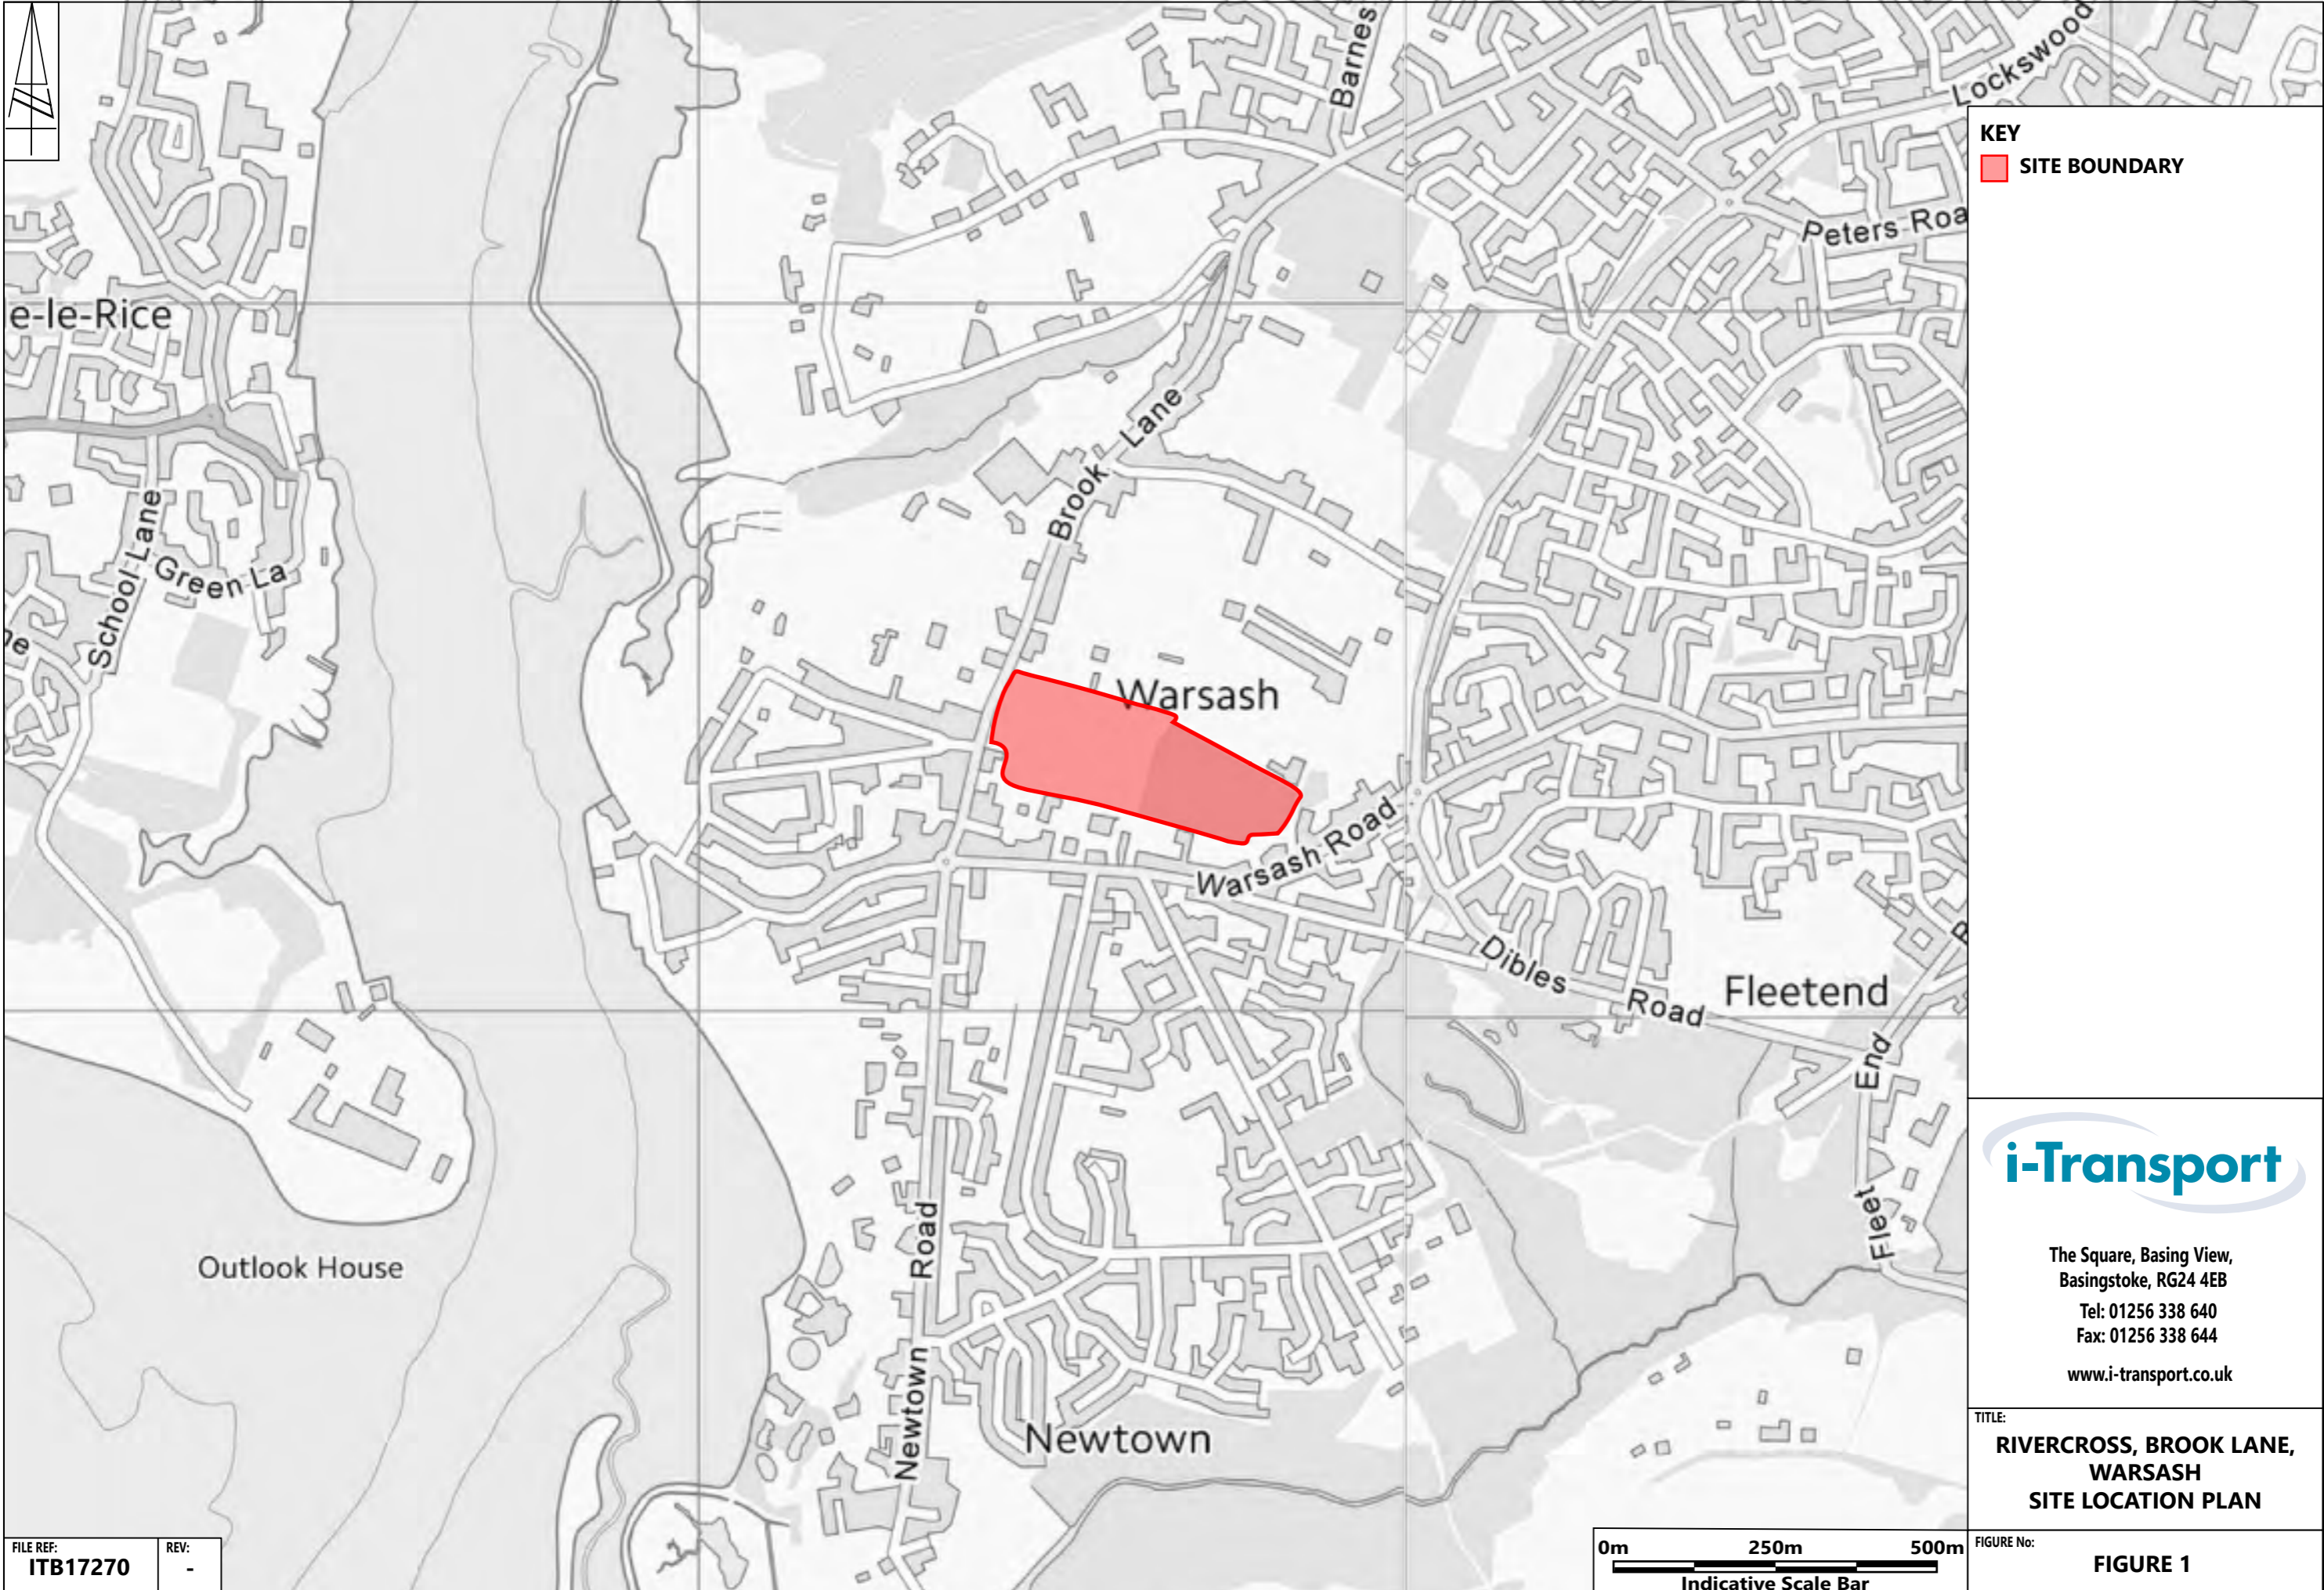 Barnes
Lockswood
KEY
SITE BOUNDARY
Peters Roa
e-le-Rice
Brook Lane
School Lane
Green La
ne
Warsash
Warsash Road
Dibles Road
Fleetend
Fleet End
Outlook House
Newtown Road
Newtown
i-Transport
The Square, Basing View,
Basingstoke, RG24 4EB
Tel: 01256 338 640
Fax: 01256 338 644
www.i-transport.co.uk
TITLE:
RIVERCROSS, BROOK LANE,
WARSASH
SITE LOCATION PLAN
FILE REF:
ITB17270
REV:
-
0m 250m 500m
Indicative Scale Bar
FIGURE No:
FIGURE 1